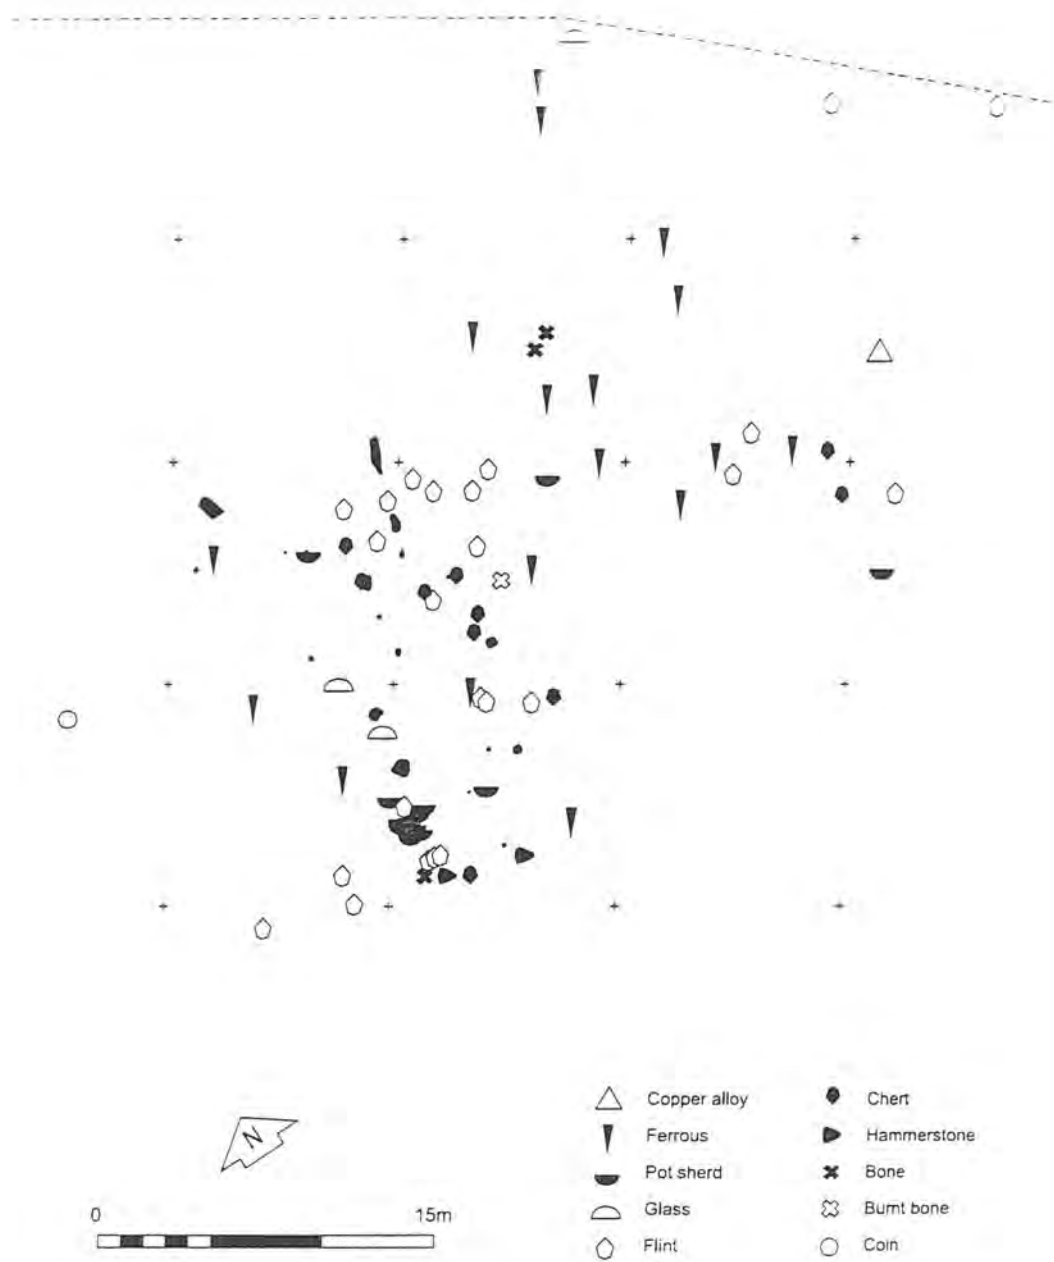 Copper alloy
Chert
Ferrous
Hammerstone
Pot sherd
Bone
Glass
Burnt bone
Flint
Coin
N
0 15m